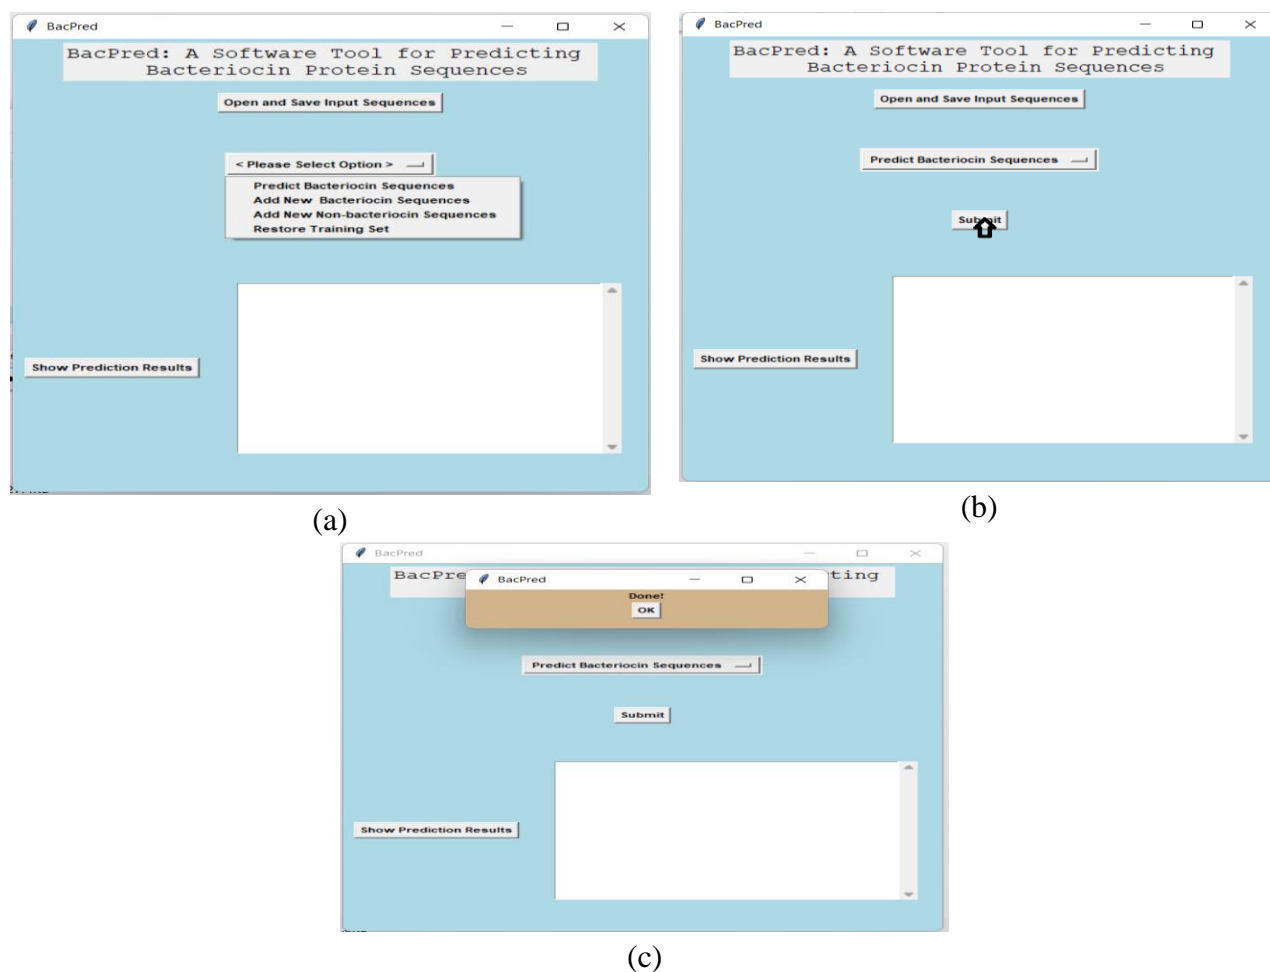 BacPred
BacPred: A Software Tool for Predicting
Bacteriocin Protein Sequences
Open and Save Input Sequences
< Please Select Option >
Predict Bacteriocin Sequences
Add New Bacteriocin Sequences
Add New Non-bacteriocin Sequences
Restore Training Set
Show Prediction Results
(a)
BacPred
BacPred: A Software Tool for Predicting
Bacteriocin Protein Sequences
Open and Save Input Sequences
Predict Bacteriocin Sequences
Submit
Show Prediction Results
(b)
BacPred
BacPre ting
BacPred
Done!
OK
Predict Bacteriocin Sequences
Submit
Show Prediction Results
(c)